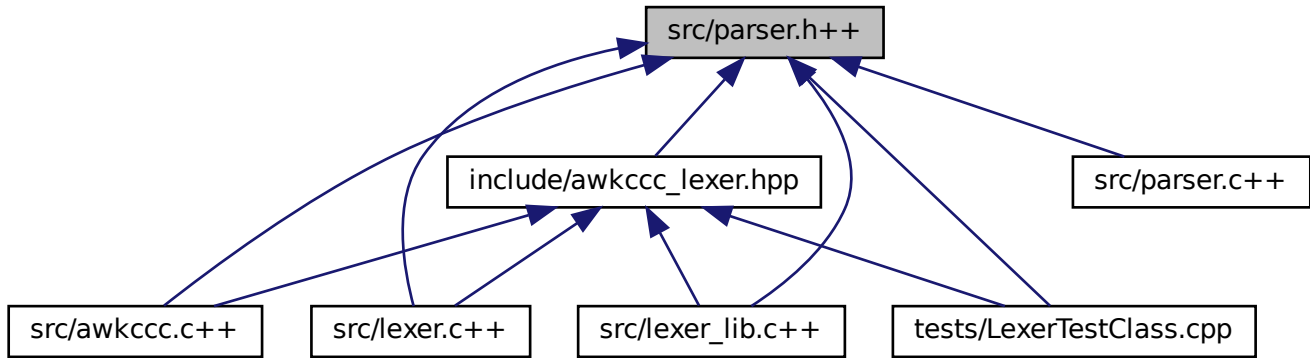 src/parser.h++
include/awkccc_lexer.hpp
src/parser.c++
src/awkccc.c++
src/lexer.c++
src/lexer_lib.c++
tests/LexerTestClass.cpp